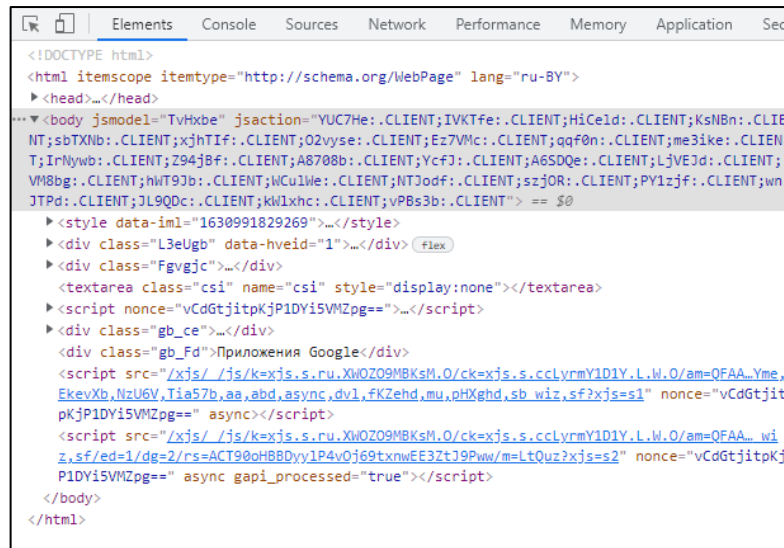 Elements Console Sources Network Performance Memory Application Sec
<!DOCTYPE html>
<html itemscope itemtype="http://schema.org/WebPage" lang="ru-BY">
▶<head>…</head>
···▼<body jsmodel="TvHxbe" jsaction="YUC7He:.CLIENT;IVKTfe:.CLIENT;HiCeld:.CLIENT;KsNBn:.CLIE
NT;sbTXNb:.CLIENT;xjhTIf:.CLIENT;O2vyse:.CLIENT;Ez7VMc:.CLIENT;qqf0n:.CLIENT;me3ike:.CLIEN
T;IrNywb:.CLIENT;Z94jBf:.CLIENT;A8708b:.CLIENT;YcfJ:.CLIENT;A6SDQe:.CLIENT;LjVEJd:.CLIENT;
VM8bg:.CLIENT;hWT9Jb:.CLIENT;WCulWe:.CLIENT;NTJodf:.CLIENT;szjOR:.CLIENT;PY1zjf:.CLIENT;wn
JTPd:.CLIENT;JL9QDc:.CLIENT;kWlxhc:.CLIENT;vPBs3b:.CLIENT"> == $0
▶<style data-iml="1630991829269">…</style>
▶<div class="L3eUgb" data-hveid="1">…</div> flex
▶<div class="Fgvgjc">…</div>
<textarea class="csi" name="csi" style="display:none"></textarea>
▶<script nonce="vCdGtjitpKjP1DYi5VMZpg==">…</script>
▶<div class="gb_ce">…</div>
<div class="gb_Fd">Приложения Google</div>
<script src="/xjs/_/js/k=xjs.s.ru.XWOZO9MBKsM.O/ck=xjs.s.ccLyrmY1D1Y.L.W.O/am=QFAA…Yme,
EkevXb,NzU6V,Tia57b,aa,abd,async,dvl,fKZehd,mu,pHXghd,sb_wiz,sf?xjs=s1" nonce="vCdGtjit
pKjP1DYi5VMZpg==" async></script>
<script src="/xjs/_/js/k=xjs.s.ru.XWOZO9MBKsM.O/ck=xjs.s.ccLyrmY1D1Y.L.W.O/am=QFAA…_wi
z,sf/ed=1/dg=2/rs=ACT90oHBBDyylP4vOj69txnwEE3ZtJ9Pww/m=LtQuz?xjs=s2" nonce="vCdGtjitpKj
P1DYi5VMZpg==" async gapi_processed="true"></script>
</body>
</html>